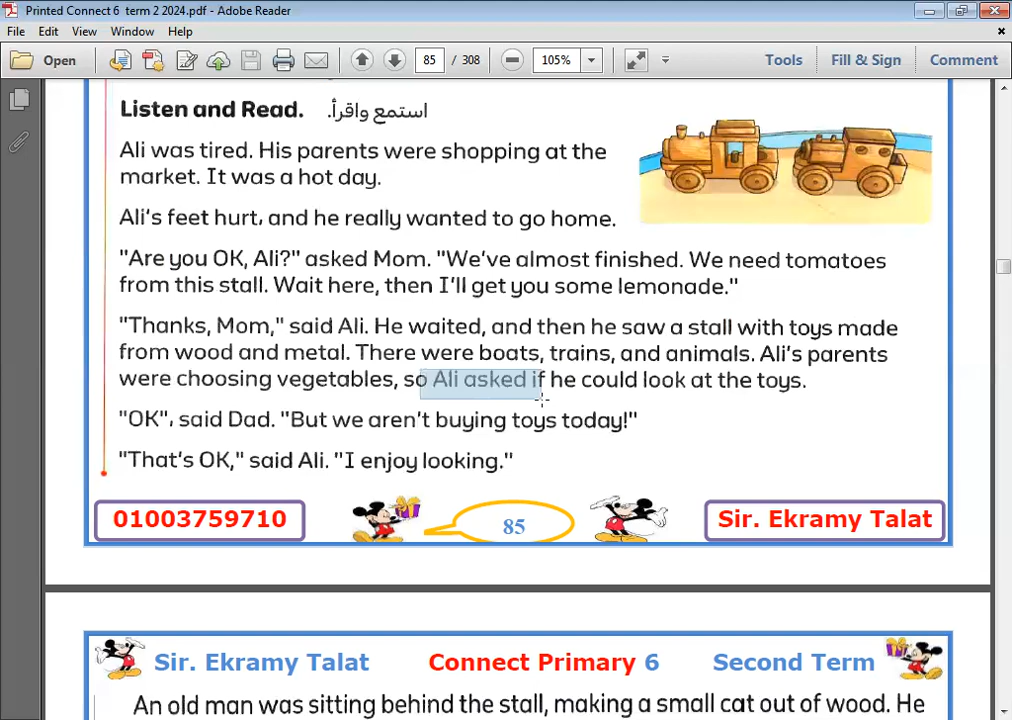 Printed Connect 6 term 2 2024.pdf - Adobe Reader
File Edit View Window Help
Open 85 / 308 105% Tools Fill & Sign Comment
Listen and Read. استمع واقرأ.
Ali was tired. His parents were shopping at the
market. It was a hot day.
Ali's feet hurt، and he really wanted to go home.
"Are you OK, Ali?" asked Mom. "We've almost finished. We need tomatoes
from this stall. Wait here, then I'll get you some lemonade."
"Thanks, Mom," said Ali. He waited, and then he saw a stall with toys made
from wood and metal. There were boats, trains, and animals. Ali's parents
were choosing vegetables, so Ali asked if he could look at the toys.
"OK"، said Dad. "But we aren't buying toys today!"
"That's OK," said Ali. "I enjoy looking."
01003759710 85 Sir. Ekramy Talat
Sir. Ekramy Talat Connect Primary 6 Second Term
An old man was sitting behind the stall, making a small cat out of wood. He